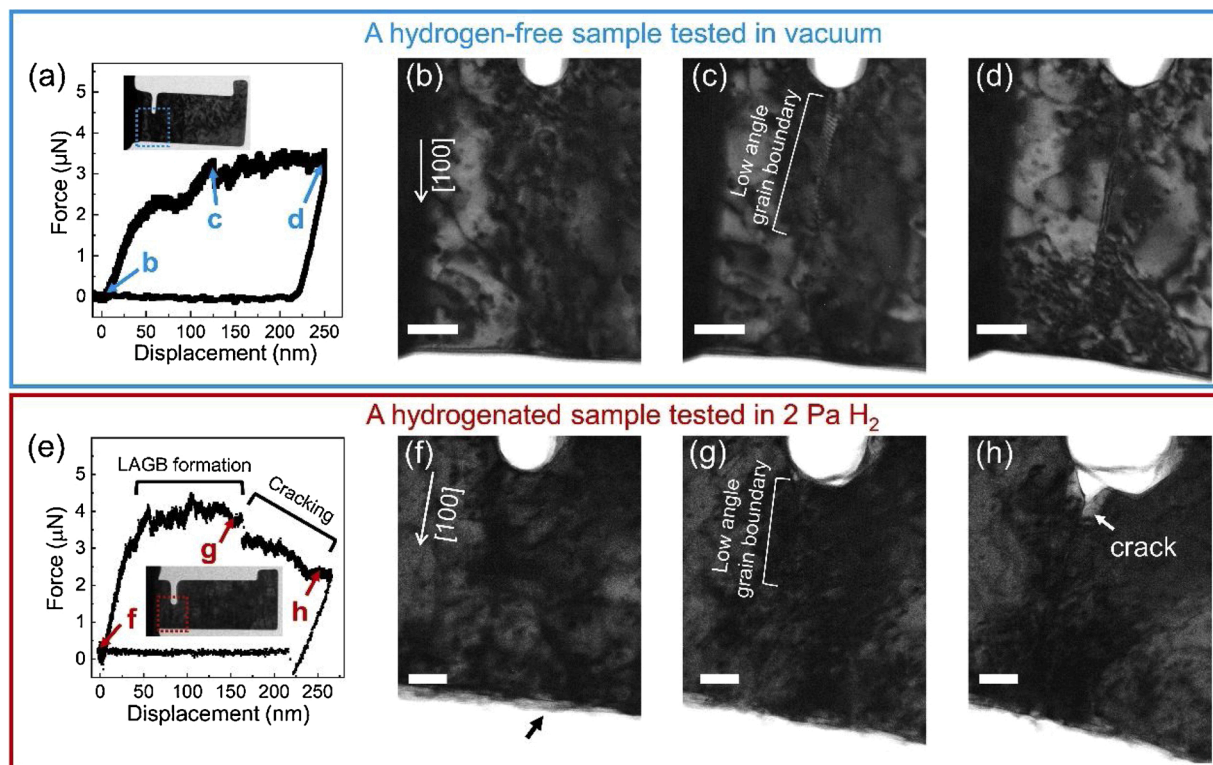 A hydrogen-free sample tested in vacuum
(a)
5
4
3
2
1
0
Force (μN)
b
c
d
0 50 100 150 200 250
Displacement (nm)
(b)
[100]
(c)
Low angle
grain boundary
(d)
A hydrogenated sample tested in 2 Pa H₂
(e)
LAGB formation
Cracking
5
4
3
2
1
0
Force (μN)
f
g
h
0 50 100 150 200 250
Displacement (nm)
(f)
[100]
(g)
Low angle
grain boundary
(h)
crack